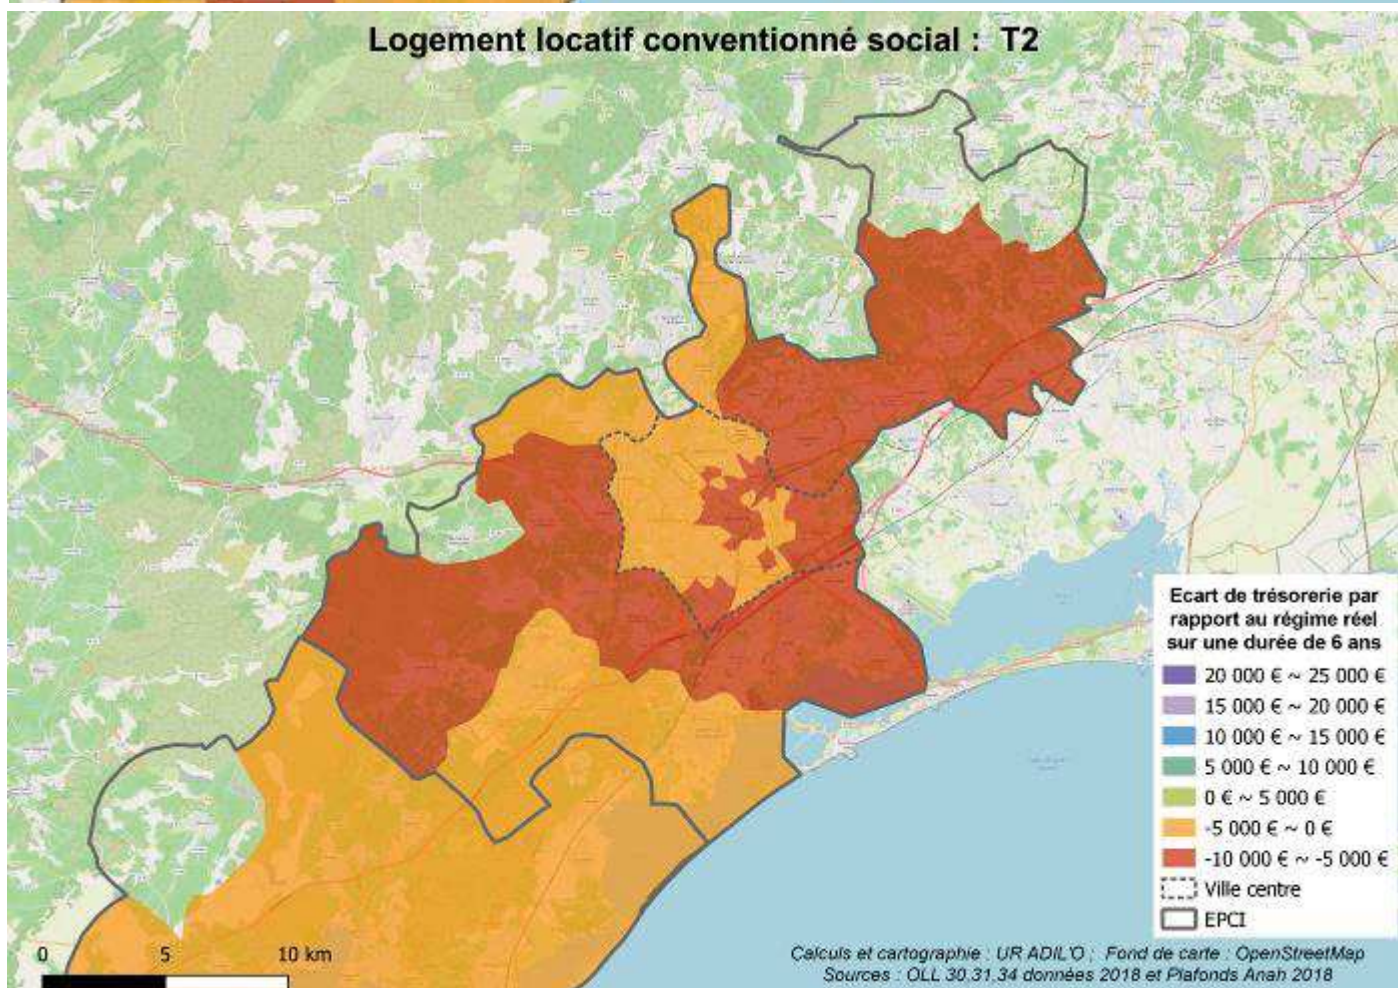 Logement locatif conventionné social : T2
Ecart de trésorerie par
rapport au régime réel
sur une durée de 6 ans
20 000 € ~ 25 000 €
15 000 € ~ 20 000 €
10 000 € ~ 15 000 €
5 000 € ~ 10 000 €
0 € ~ 5 000 €
-5 000 € ~ 0 €
-10 000 € ~ -5 000 €
Ville centre
EPCI
0 5 10 km
Calculs et cartographie : UR ADIL'O ; Fond de carte : OpenStreetMap
Sources : OLL 30,31,34 données 2018 et Plafonds Anah 2018